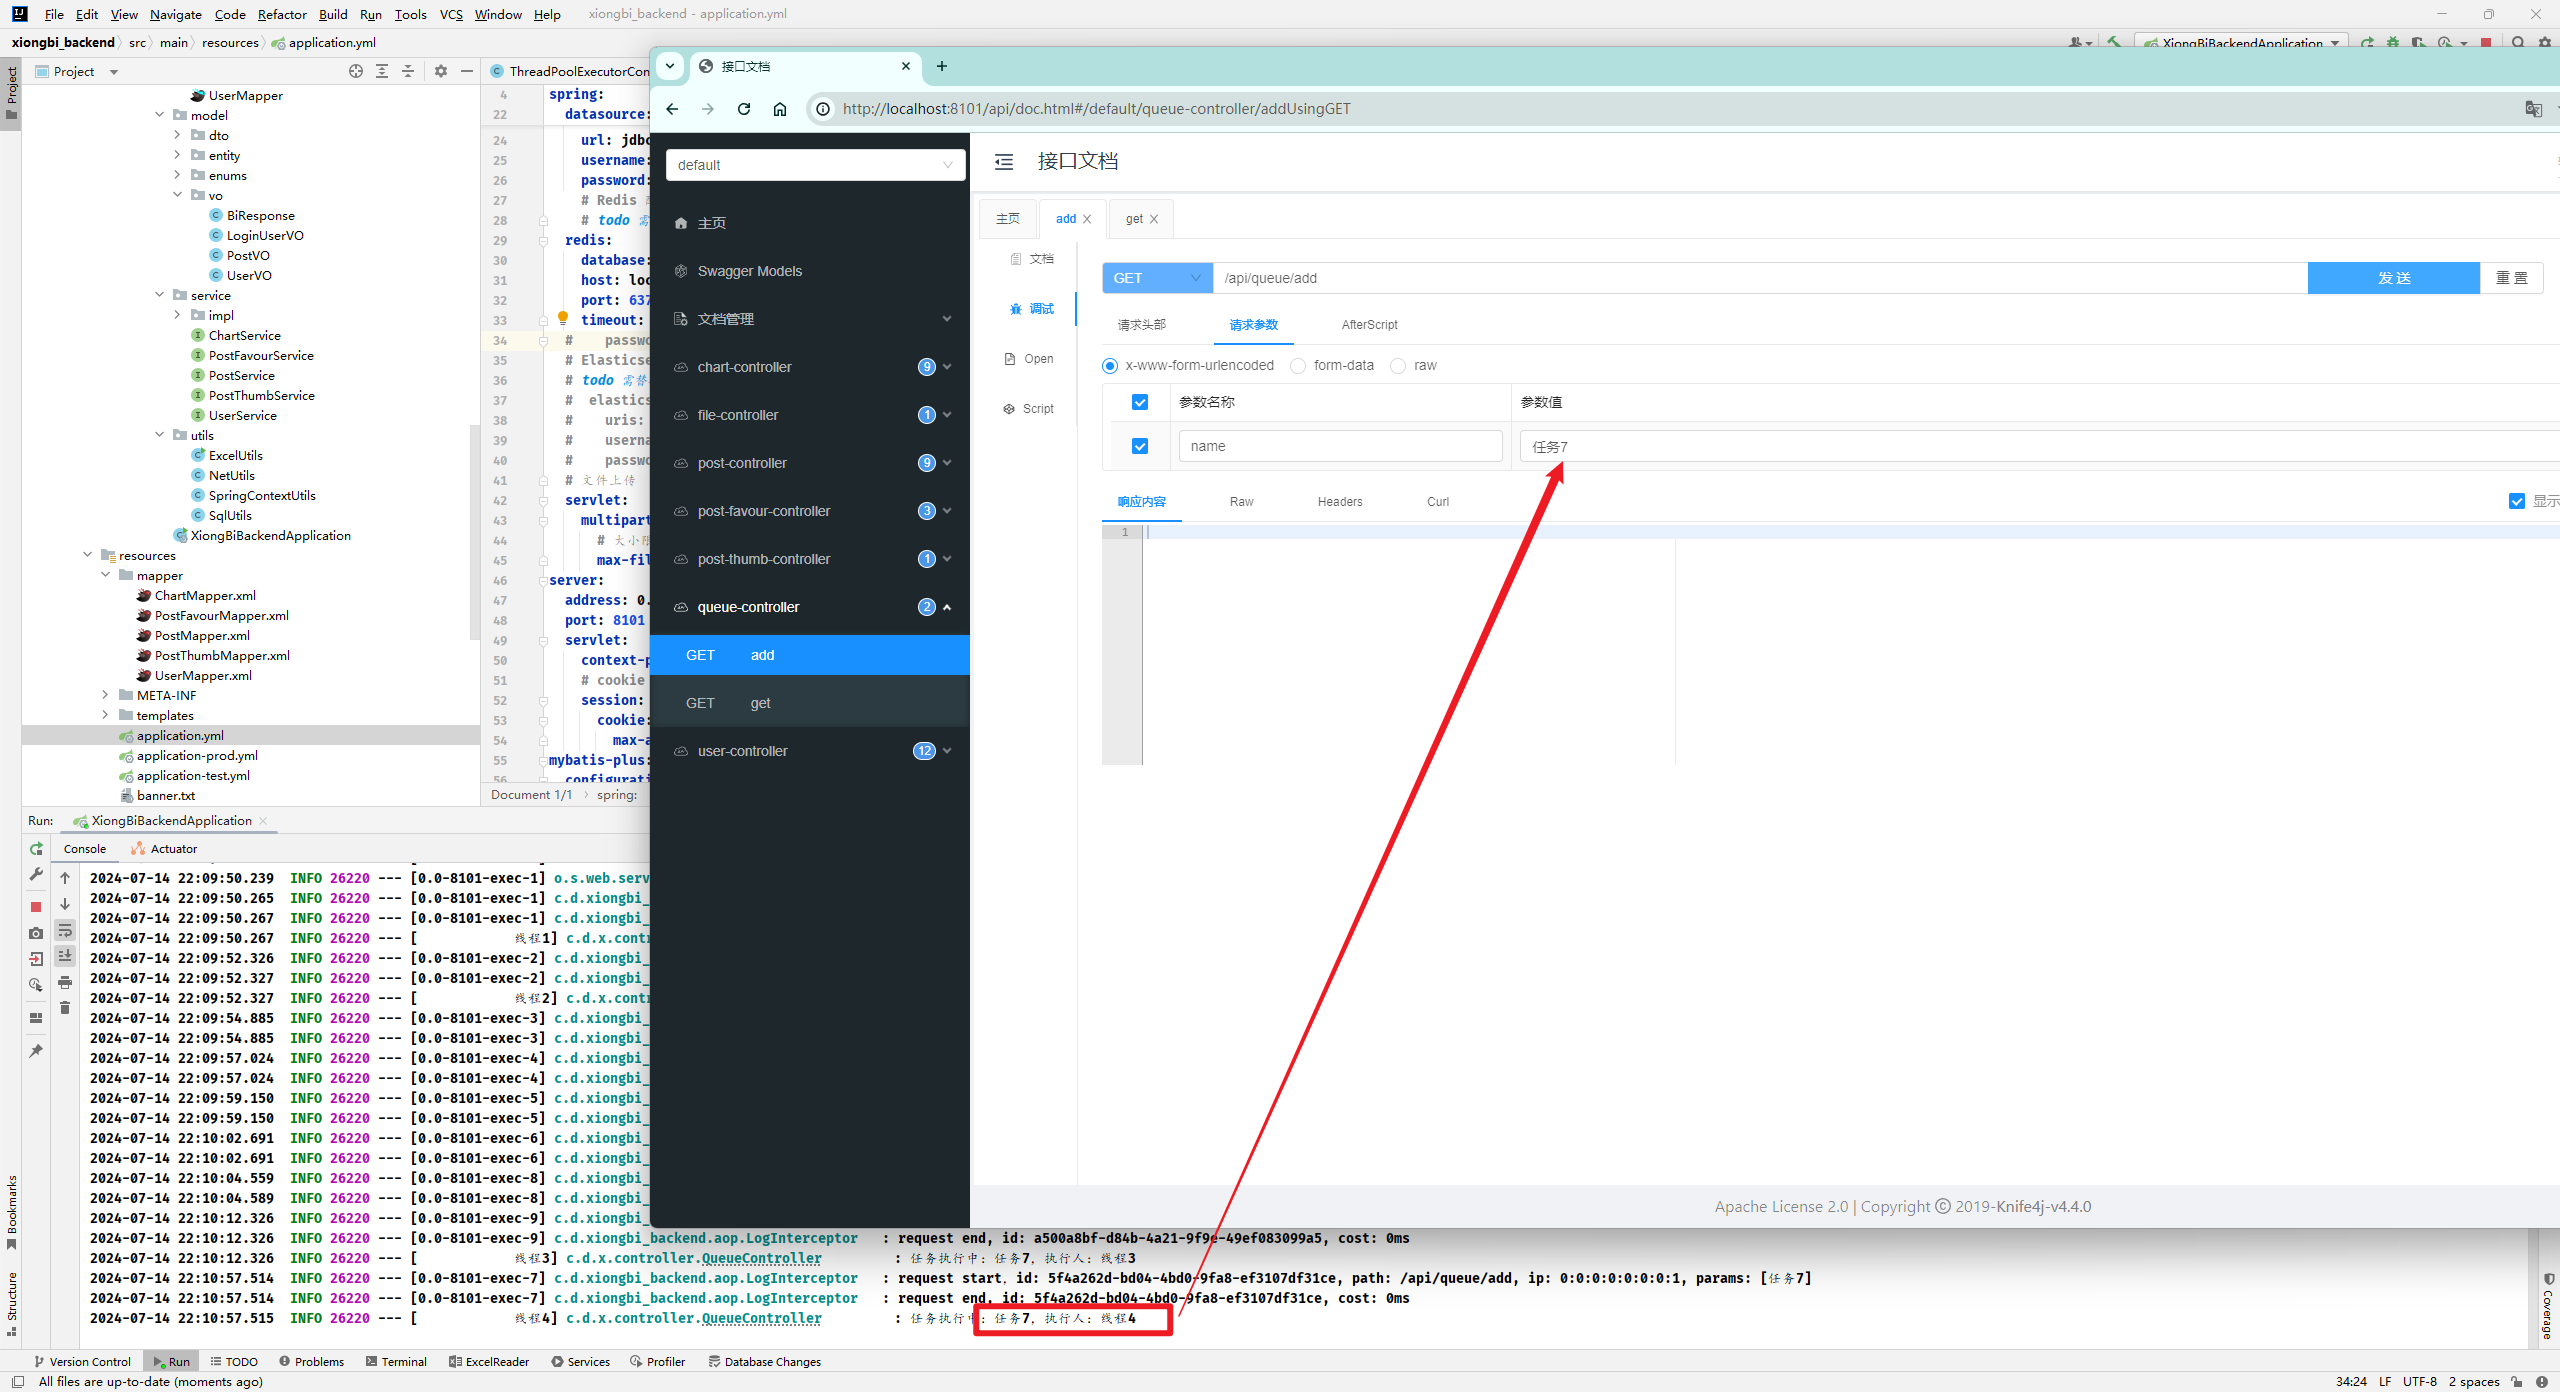 File Edit View Navigate Code Refactor Build Run Tools VCS Window Help xiongbi_backend - application.yml
xiongbi_backend src main resources application.yml
XiongBiBackendApplication
Project
Project
UserMapper
model
dto
entity
enums
vo
BiResponse
LoginUserVO
PostVO
UserVO
service
impl
ChartService
PostFavourService
PostService
PostThumbService
UserService
utils
ExcelUtils
NetUtils
SpringContextUtils
SqlUtils
XiongBiBackendApplication
resources
mapper
ChartMapper.xml
PostFavourMapper.xml
PostMapper.xml
PostThumbMapper.xml
UserMapper.xml
META-INF
templates
application.yml
application-prod.yml
application-test.yml
banner.txt
ThreadPoolExecutorCon
4 spring:
22 datasource:
24 url: jdbc
25 username:
26 password:
27 # Redis
28 # todo 需
29 redis:
30 database:
31 host: loc
32 port: 637
33 timeout:
34 # passwo
35 # Elasticse
36 # todo 需替
37 # elastics
38 # uris:
39 # userna
40 # passwo
41 # 文件上传
42 servlet:
43 multipart
44 # 大小限
45 max-fil
46 server:
47 address: 0.
48 port: 8101
49 servlet:
50 context-p
51 # cookie
52 session:
53 cookie:
54 max-a
55 mybatis-plus:
56 configurati
Document 1/1 spring:
接口文档
http://localhost:8101/api/doc.html#/default/queue-controller/addUsingGET
default
主页
Swagger Models
文档管理
chart-controller 9
file-controller 1
post-controller 9
post-favour-controller 3
post-thumb-controller 1
queue-controller 2
GET add
GET get
user-controller 12
接口文档
主页 add get
文档
调试
Open
Script
GET /api/queue/add 发 送 重 置
请求头部 请求参数 AfterScript
x-www-form-urlencoded form-data raw
参数名称 参数值
name 任务7
响应内容 Raw Headers Curl 显示
1
Apache License 2.0 | Copyright © 2019-Knife4j-v4.4.0
Run: XiongBiBackendApplication
Console Actuator
2024-07-14 22:09:50.239 INFO 26220 --- [0.0-8101-exec-1] o.s.web.serv
2024-07-14 22:09:50.265 INFO 26220 --- [0.0-8101-exec-1] c.d.xiongbi_
2024-07-14 22:09:50.267 INFO 26220 --- [0.0-8101-exec-1] c.d.xiongbi_
2024-07-14 22:09:50.267 INFO 26220 --- [ 线程1] c.d.x.contr
2024-07-14 22:09:52.326 INFO 26220 --- [0.0-8101-exec-2] c.d.xiongbi_
2024-07-14 22:09:52.327 INFO 26220 --- [0.0-8101-exec-2] c.d.xiongbi_
2024-07-14 22:09:52.327 INFO 26220 --- [ 线程2] c.d.x.contr
2024-07-14 22:09:54.885 INFO 26220 --- [0.0-8101-exec-3] c.d.xiongbi_
2024-07-14 22:09:54.885 INFO 26220 --- [0.0-8101-exec-3] c.d.xiongbi_
2024-07-14 22:09:57.024 INFO 26220 --- [0.0-8101-exec-4] c.d.xiongbi_
2024-07-14 22:09:57.024 INFO 26220 --- [0.0-8101-exec-4] c.d.xiongbi_
2024-07-14 22:09:59.150 INFO 26220 --- [0.0-8101-exec-5] c.d.xiongbi_
2024-07-14 22:09:59.150 INFO 26220 --- [0.0-8101-exec-5] c.d.xiongbi_
2024-07-14 22:10:02.691 INFO 26220 --- [0.0-8101-exec-6] c.d.xiongbi_
2024-07-14 22:10:02.691 INFO 26220 --- [0.0-8101-exec-6] c.d.xiongbi_
2024-07-14 22:10:04.559 INFO 26220 --- [0.0-8101-exec-8] c.d.xiongbi_
2024-07-14 22:10:04.589 INFO 26220 --- [0.0-8101-exec-8] c.d.xiongbi_
2024-07-14 22:10:12.326 INFO 26220 --- [0.0-8101-exec-9] c.d.xiongbi_
2024-07-14 22:10:12.326 INFO 26220 --- [0.0-8101-exec-9] c.d.xiongbi_backend.aop.LogInterceptor : request end, id: a500a8bf-d84b-4a21-9f9e-49ef083099a5, cost: 0ms
2024-07-14 22:10:12.326 INFO 26220 --- [ 线程3] c.d.x.controller.QueueController : 任务执行中: 任务7, 执行人: 线程3
2024-07-14 22:10:57.514 INFO 26220 --- [0.0-8101-exec-7] c.d.xiongbi_backend.aop.LogInterceptor : request start, id: 5f4a262d-bd04-4bd0-9fa8-ef3107df31ce, path: /api/queue/add, ip: 0:0:0:0:0:0:0:1, params: [任务7]
2024-07-14 22:10:57.514 INFO 26220 --- [0.0-8101-exec-7] c.d.xiongbi_backend.aop.LogInterceptor : request end, id: 5f4a262d-bd04-4bd0-9fa8-ef3107df31ce, cost: 0ms
2024-07-14 22:10:57.515 INFO 26220 --- [ 线程4] c.d.x.controller.QueueController : 任务执行中: 任务7, 执行人: 线程4
Bookmarks
Structure
Coverage
Version Control Run TODO Problems Terminal ExcelReader Services Profiler Database Changes
All files are up-to-date (moments ago) 34:24 LF UTF-8 2 spaces